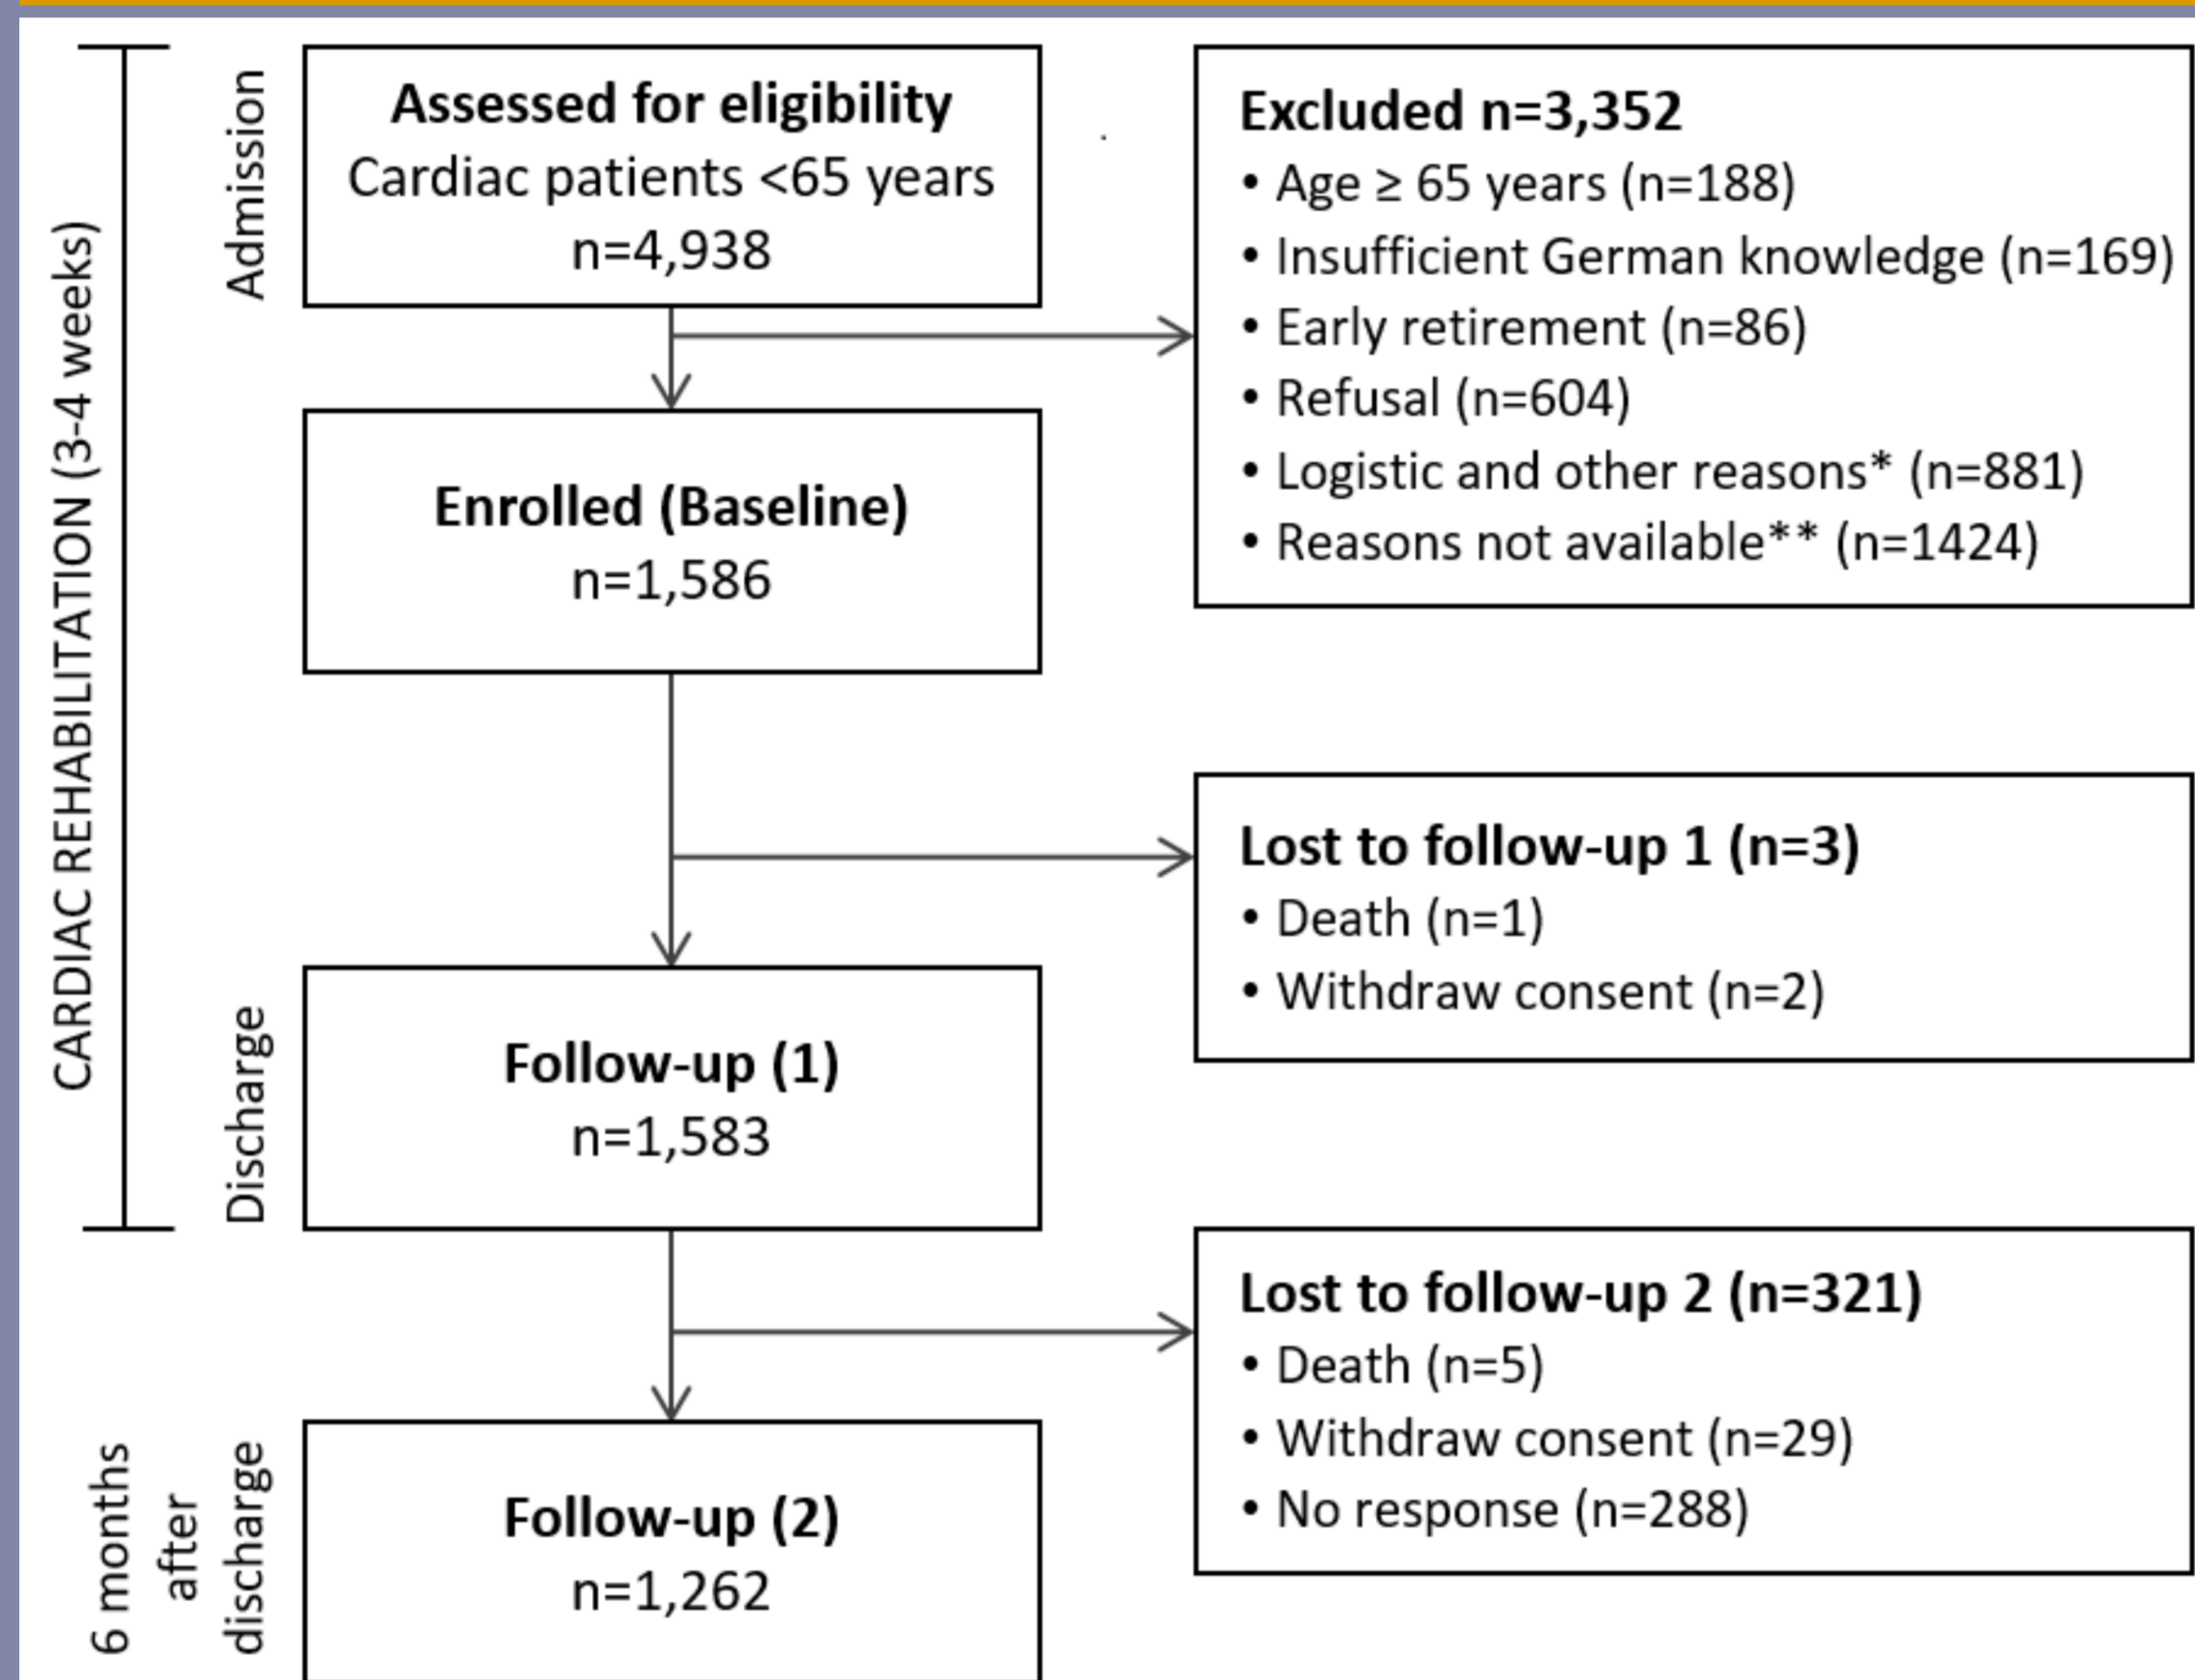 CARDIAC REHABILITATION (3-4 weeks)
Admission
Assessed for eligibility
Cardiac patients <65 years
n=4,938
Excluded n=3,352
• Age ≥ 65 years (n=188)
• Insufficient German knowledge (n=169)
• Early retirement (n=86)
• Refusal (n=604)
• Logistic and other reasons* (n=881)
• Reasons not available** (n=1424)
Enrolled (Baseline)
n=1,586
Lost to follow-up 1 (n=3)
• Death (n=1)
• Withdraw consent (n=2)
Discharge
Follow-up (1)
n=1,583
Lost to follow-up 2 (n=321)
• Death (n=5)
• Withdraw consent (n=29)
• No response (n=288)
6 months
after
discharge
Follow-up (2)
n=1,262